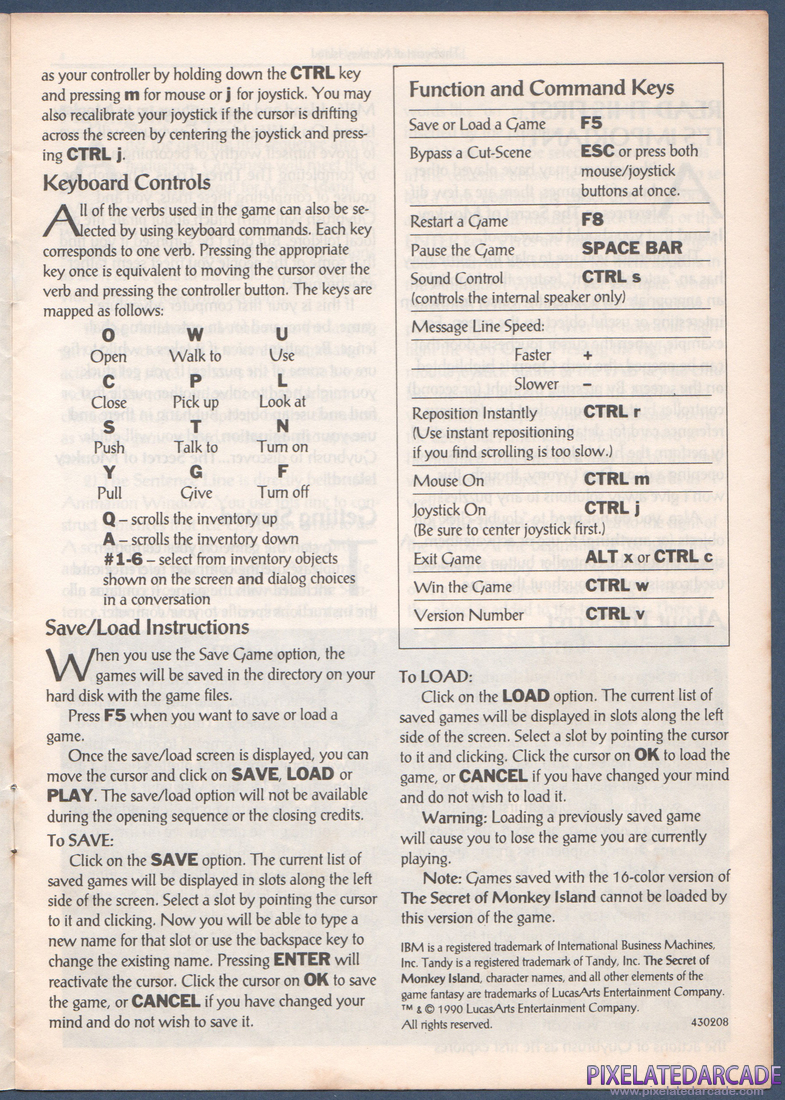 as your controller by holding down the CTRL key
and pressing m for mouse or j for joystick. You may
also recalibrate your joystick if the cursor is drifting
across the screen by centering the joystick and press-
ing CTRL j.
Keyboard Controls
All of the verbs used in the game can also be se-
lected by using keyboard commands. Each key
corresponds to one verb. Pressing the appropriate
key once is equivalent to moving the cursor over the
verb and pressing the controller button. The keys are
mapped as follows:
O W U
Open Walk to Use
C P L
Close Pick up Look at
S T N
Push Talk to Turn on
Y G F
Pull Give Turn off
Q – scrolls the inventory up
A – scrolls the inventory down
#1-6 – select from inventory objects
shown on the screen and dialog choices
in a conversation
Save/Load Instructions
When you use the Save Game option, the
games will be saved in the directory on your
hard disk with the game files.
Press F5 when you want to save or load a
game.
Once the save/load screen is displayed, you can
move the cursor and click on SAVE, LOAD or
PLAY. The save/load option will not be available
during the opening sequence or the closing credits.
To SAVE:
Click on the SAVE option. The current list of
saved games will be displayed in slots along the left
side of the screen. Select a slot by pointing the cursor
to it and clicking. Now you will be able to type a
new name for that slot or use the backspace key to
change the existing name. Pressing ENTER will
reactivate the cursor. Click the cursor on OK to save
the game, or CANCEL if you have changed your
mind and do not wish to save it.
Function and Command Keys
Save or Load a Game F5
Bypass a Cut-Scene ESC or press both
mouse/joystick
buttons at once.
Restart a Game F8
Pause the Game SPACE BAR
Sound Control CTRL s
(controls the internal speaker only)
Message Line Speed:
Faster +
Slower –
Reposition Instantly CTRL r
(Use instant repositioning
if you find scrolling is too slow.)
Mouse On CTRL m
Joystick On CTRL j
(Be sure to center joystick first.)
Exit Game ALT x or CTRL c
Win the Game CTRL w
Version Number CTRL v
To LOAD:
Click on the LOAD option. The current list of
saved games will be displayed in slots along the left
side of the screen. Select a slot by pointing the cursor
to it and clicking. Click the cursor on OK to load the
game, or CANCEL if you have changed your mind
and do not wish to load it.
Warning: Loading a previously saved game
will cause you to lose the game you are currently
playing.
Note: Games saved with the 16-color version of
The Secret of Monkey Island cannot be loaded by
this version of the game.
IBM is a registered trademark of International Business Machines,
Inc. Tandy is a registered trademark of Tandy, Inc. The Secret of
Monkey Island, character names, and all other elements of the
game fantasy are trademarks of LucasArts Entertainment Company.
™ & © 1990 LucasArts Entertainment Company.
All rights reserved. 430208
PIXELATEDARCADE
www.pixelatedarcade.com